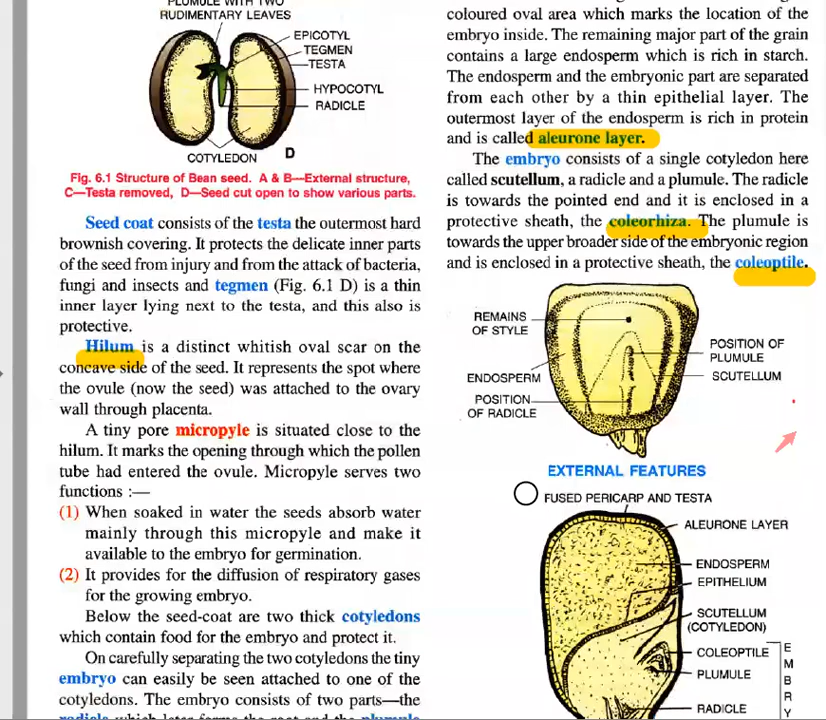 PLUMULE WITH TWO
RUDIMENTARY LEAVES
EPICOTYL
TEGMEN
TESTA
HYPOCOTYL
RADICLE
COTYLEDON
D
Fig. 6.1 Structure of Bean seed. A & B—External structure,
C—Testa removed, D—Seed cut open to show various parts.
Seed coat consists of the testa the outermost hard
brownish covering. It protects the delicate inner parts
of the seed from injury and from the attack of bacteria,
fungi and insects and tegmen (Fig. 6.1 D) is a thin
inner layer lying next to the testa, and this also is
protective.
Hilum is a distinct whitish oval scar on the
concave side of the seed. It represents the spot where
the ovule (now the seed) was attached to the ovary
wall through placenta.
A tiny pore micropyle is situated close to the
hilum. It marks the opening through which the pollen
tube had entered the ovule. Micropyle serves two
functions :—
(1) When soaked in water the seeds absorb water
mainly through this micropyle and make it
available to the embryo for germination.
(2) It provides for the diffusion of respiratory gases
for the growing embryo.
Below the seed-coat are two thick cotyledons
which contain food for the embryo and protect it.
On carefully separating the two cotyledons the tiny
embryo can easily be seen attached to one of the
cotyledons. The embryo consists of two parts—the
radicle which later forms the root and the plumule
coloured oval area which marks the location of the
embryo inside. The remaining major part of the grain
contains a large endosperm which is rich in starch.
The endosperm and the embryonic part are separated
from each other by a thin epithelial layer. The
outermost layer of the endosperm is rich in protein
and is called aleurone layer.
The embryo consists of a single cotyledon here
called scutellum, a radicle and a plumule. The radicle
is towards the pointed end and it is enclosed in a
protective sheath, the coleorhiza. The plumule is
towards the upper broader side of the embryonic region
and is enclosed in a protective sheath, the coleoptile.
REMAINS
OF STYLE
POSITION OF
PLUMULE
ENDOSPERM
SCUTELLUM
POSITION
OF RADICLE
EXTERNAL FEATURES
FUSED PERICARP AND TESTA
ALEURONE LAYER
ENDOSPERM
EPITHELIUM
SCUTELLUM
(COTYLEDON)
COLEOPTILE
PLUMULE
RADICLE
E
M
B
R
Y